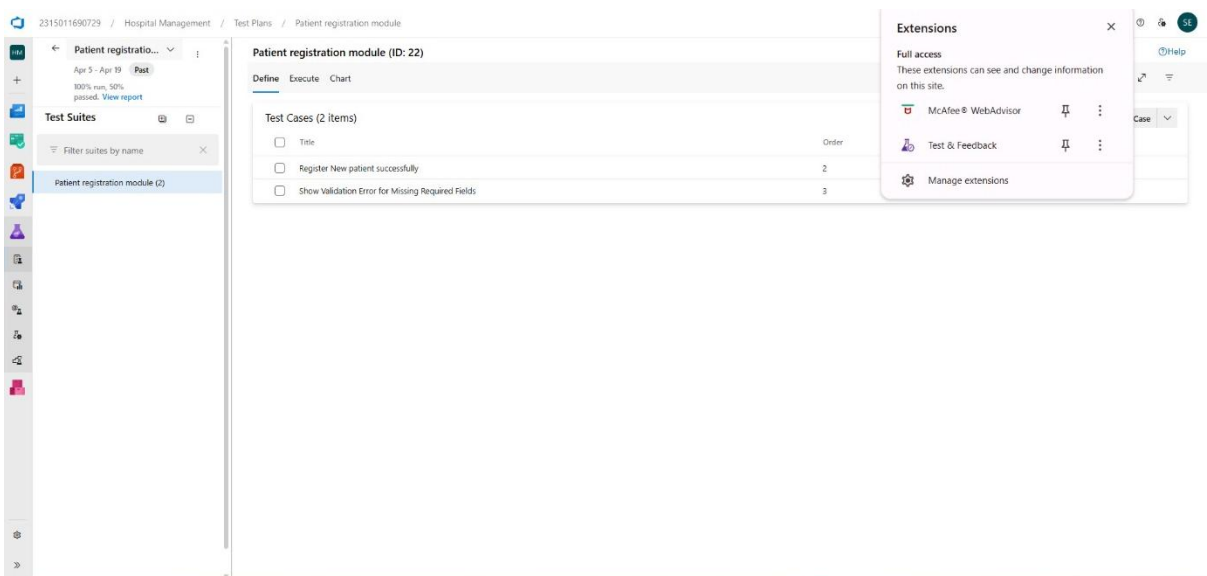 2315011690729 / Hospital Management / Test Plans / Patient registration module
SE
HM
Patient registratio...
Apr 5 - Apr 19 Past
100% run, 50%
passed. View report
Test Suites
Filter suites by name
Patient registration module (2)
Patient registration module (ID: 22)
Help
Define Execute Chart
Test Cases (2 items)
Case
Title Order
Register New patient successfully 2
Show Validation Error for Missing Required Fields 3
Extensions
Full access
These extensions can see and change information
on this site.
McAfee® WebAdvisor
Test & Feedback
Manage extensions